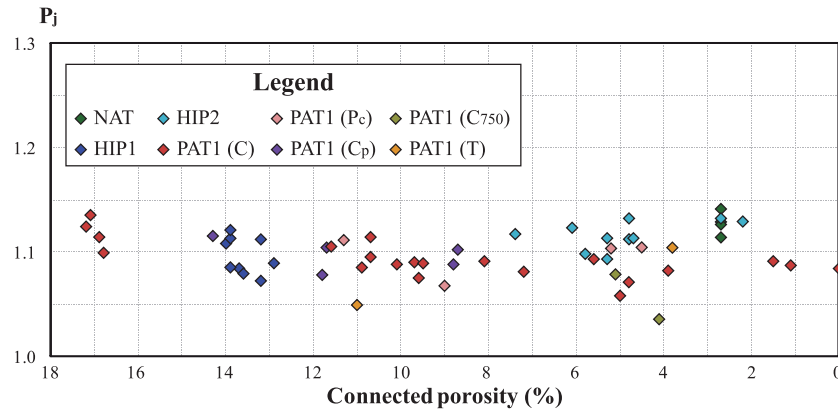 Pj
1.3
1.2
1.1
1.0
Legend
NAT HIP2 PAT1 (Pc) PAT1 (C750)
HIP1 PAT1 (C) PAT1 (Cp) PAT1 (T)
18 16 14 12 10 8 6 4 2 0
Connected porosity (%)